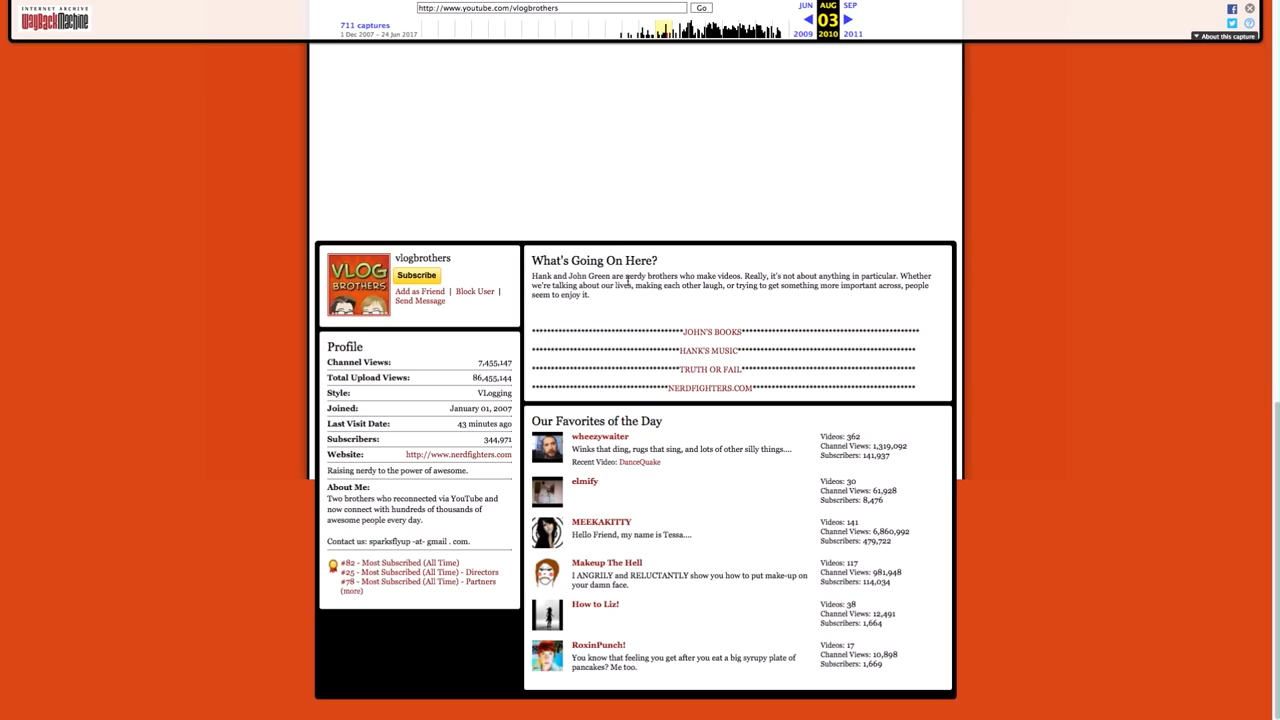 INTERNET ARCHIVE
WayBackMachine
http://www.youtube.com/vlogbrothers
Go
JUN AUG SEP
03
2009 2010 2011
711 captures
1 Dec 2007 – 24 Jun 2017
About this capture
VLOG
BROTHERS
vlogbrothers
Subscribe
Add as Friend | Block User |
Send Message
Profile
Channel Views: 7,455,147
Total Upload Views: 86,455,144
Style: VLogging
Joined: January 01, 2007
Last Visit Date: 43 minutes ago
Subscribers: 344,971
Website: http://www.nerdfighters.com
Raising nerdy to the power of awesome.
About Me:
Two brothers who reconnected via YouTube and
now connect with hundreds of thousands of
awesome people every day.
Contact us: sparksflyup -at- gmail . com.
#82 - Most Subscribed (All Time)
#25 - Most Subscribed (All Time) - Directors
#78 - Most Subscribed (All Time) - Partners
(more)
What's Going On Here?
Hank and John Green are nerdy brothers who make videos. Really, it's not about anything in particular. Whether
we're talking about our lives, making each other laugh, or trying to get something more important across, people
seem to enjoy it.
***************************************JOHN'S BOOKS**********************************************
**************************************HANK'S MUSIC**********************************************
**************************************TRUTH OR FAIL*********************************************
***********************************NERDFIGHTERS.COM******************************************
Our Favorites of the Day
wheezywaiter
Winks that ding, rugs that sing, and lots of other silly things....
Recent Video: DanceQuake
Videos: 362
Channel Views: 1,319,092
Subscribers: 141,937
elmify
Videos: 30
Channel Views: 61,928
Subscribers: 8,476
MEEKAKITTY
Hello Friend, my name is Tessa....
Videos: 141
Channel Views: 6,860,992
Subscribers: 479,722
Makeup The Hell
I ANGRILY and RELUCTANTLY show you how to put make-up on
your damn face.
Videos: 117
Channel Views: 981,948
Subscribers: 114,034
How to Liz!
Videos: 38
Channel Views: 12,491
Subscribers: 1,664
RoxinPunch!
You know that feeling you get after you eat a big syrupy plate of
pancakes? Me too.
Videos: 17
Channel Views: 10,898
Subscribers: 1,669